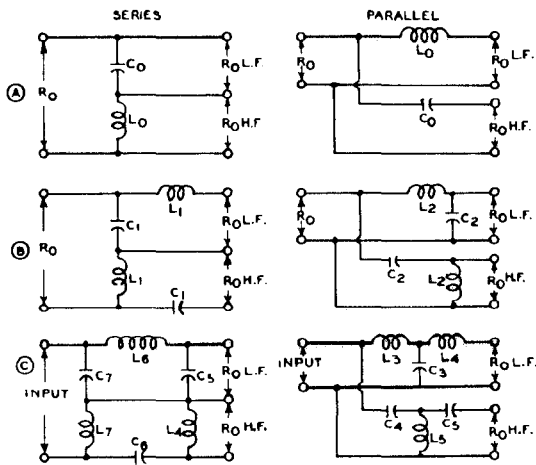 SERIES
PARALLEL
A
R₀
C₀
L₀
R₀ L.F.
R₀ H.F
R₀
L₀
C₀
R₀ L.F.
R₀ H.F.
B
R₀
L₁
C₁
L₁
C₁
R₀ L.F.
R₀ H.F.
R₀
L₂
C₂
C₂
L₂
R₀ L.F.
R₀ H.F.
C
INPUT
L₆
C₇
C₅
L₇
C₆
L₄
R₀ L.F.
R₀ H.F.
INPUT
L₃
L₄
C₃
C₄
C₅
L₅
R₀ L.F.
R₀ H.F.